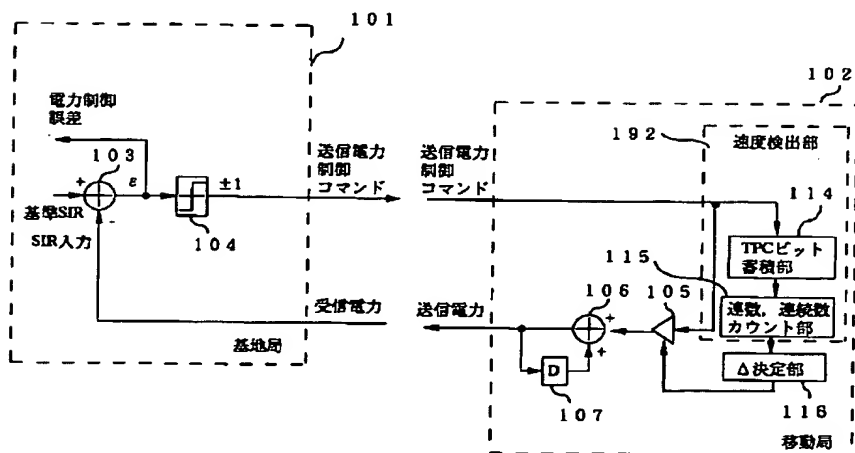 101
電力制御
誤差
103
+
ε
±1
基準SIR
-
SIR入力
104
送信電力
制御
コマンド
受信電力
基地局
102
192
速度検出部
送信電力
制御
コマンド
114
TPCビット
蓄積部
115
連数，連続数
カウント部
106
105
+
+
送信電力
D
107
Δ決定部
116
移動局